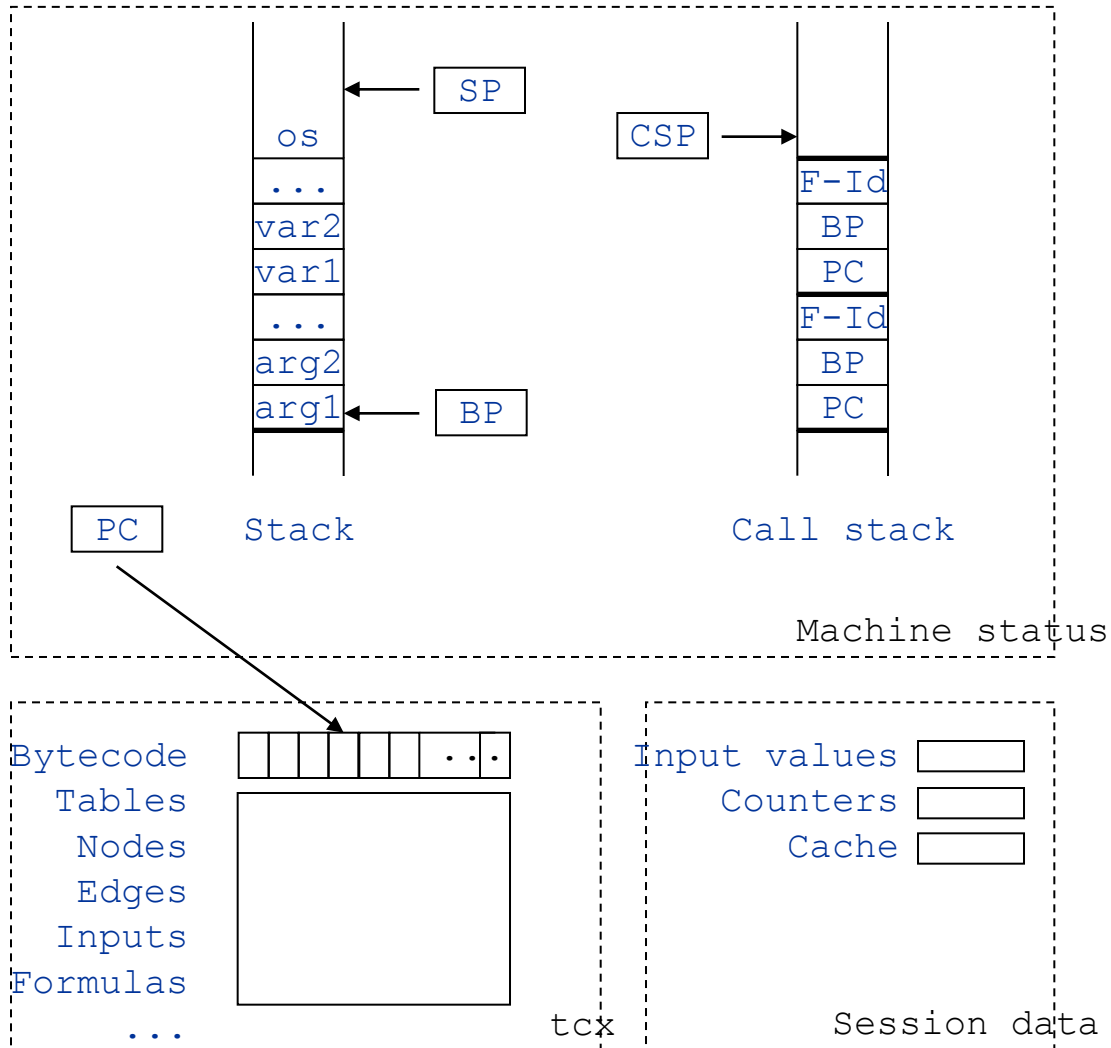 SP
CSP
os
...
F-Id
var2
BP
var1
PC
...
F-Id
arg2
BP
arg1
BP
PC
PC
Stack
Call stack
Machine status
Bytecode
...
Input values
Tables
Counters
Nodes
Cache
Edges
Inputs
Formulas
...
tcx
Session data